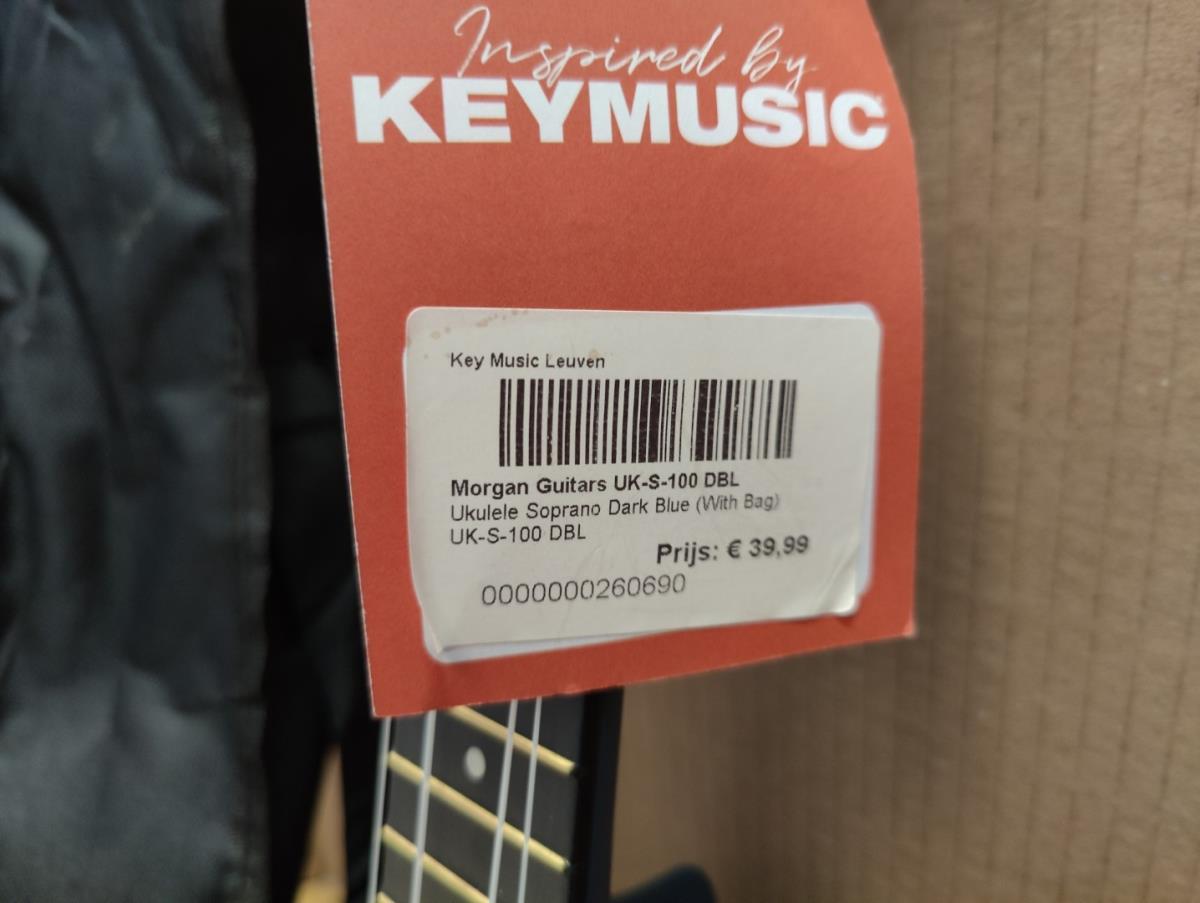 Inspired by
KEYMUSIC
Key Music Leuven
Morgan Guitars UK-S-100 DBL
Ukulele Soprano Dark Blue (With Bag)
UK-S-100 DBL
Prijs: € 39,99
0000000260690